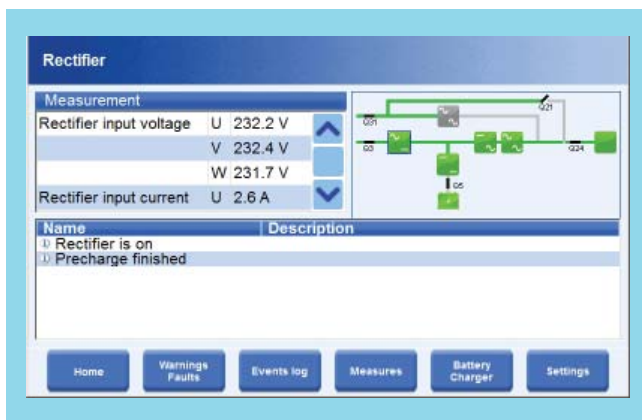 Rectifier
Measurement
Rectifier input voltage U 232.2 V
V 232.4 V
W 231.7 V
Rectifier input current U 2.6 A
Q21
Q31
Q3
Q24
Q5
Name Description
Rectifier is on
Precharge finished
Home
Warnings
Faults
Events log
Measures
Battery
Charger
Settings